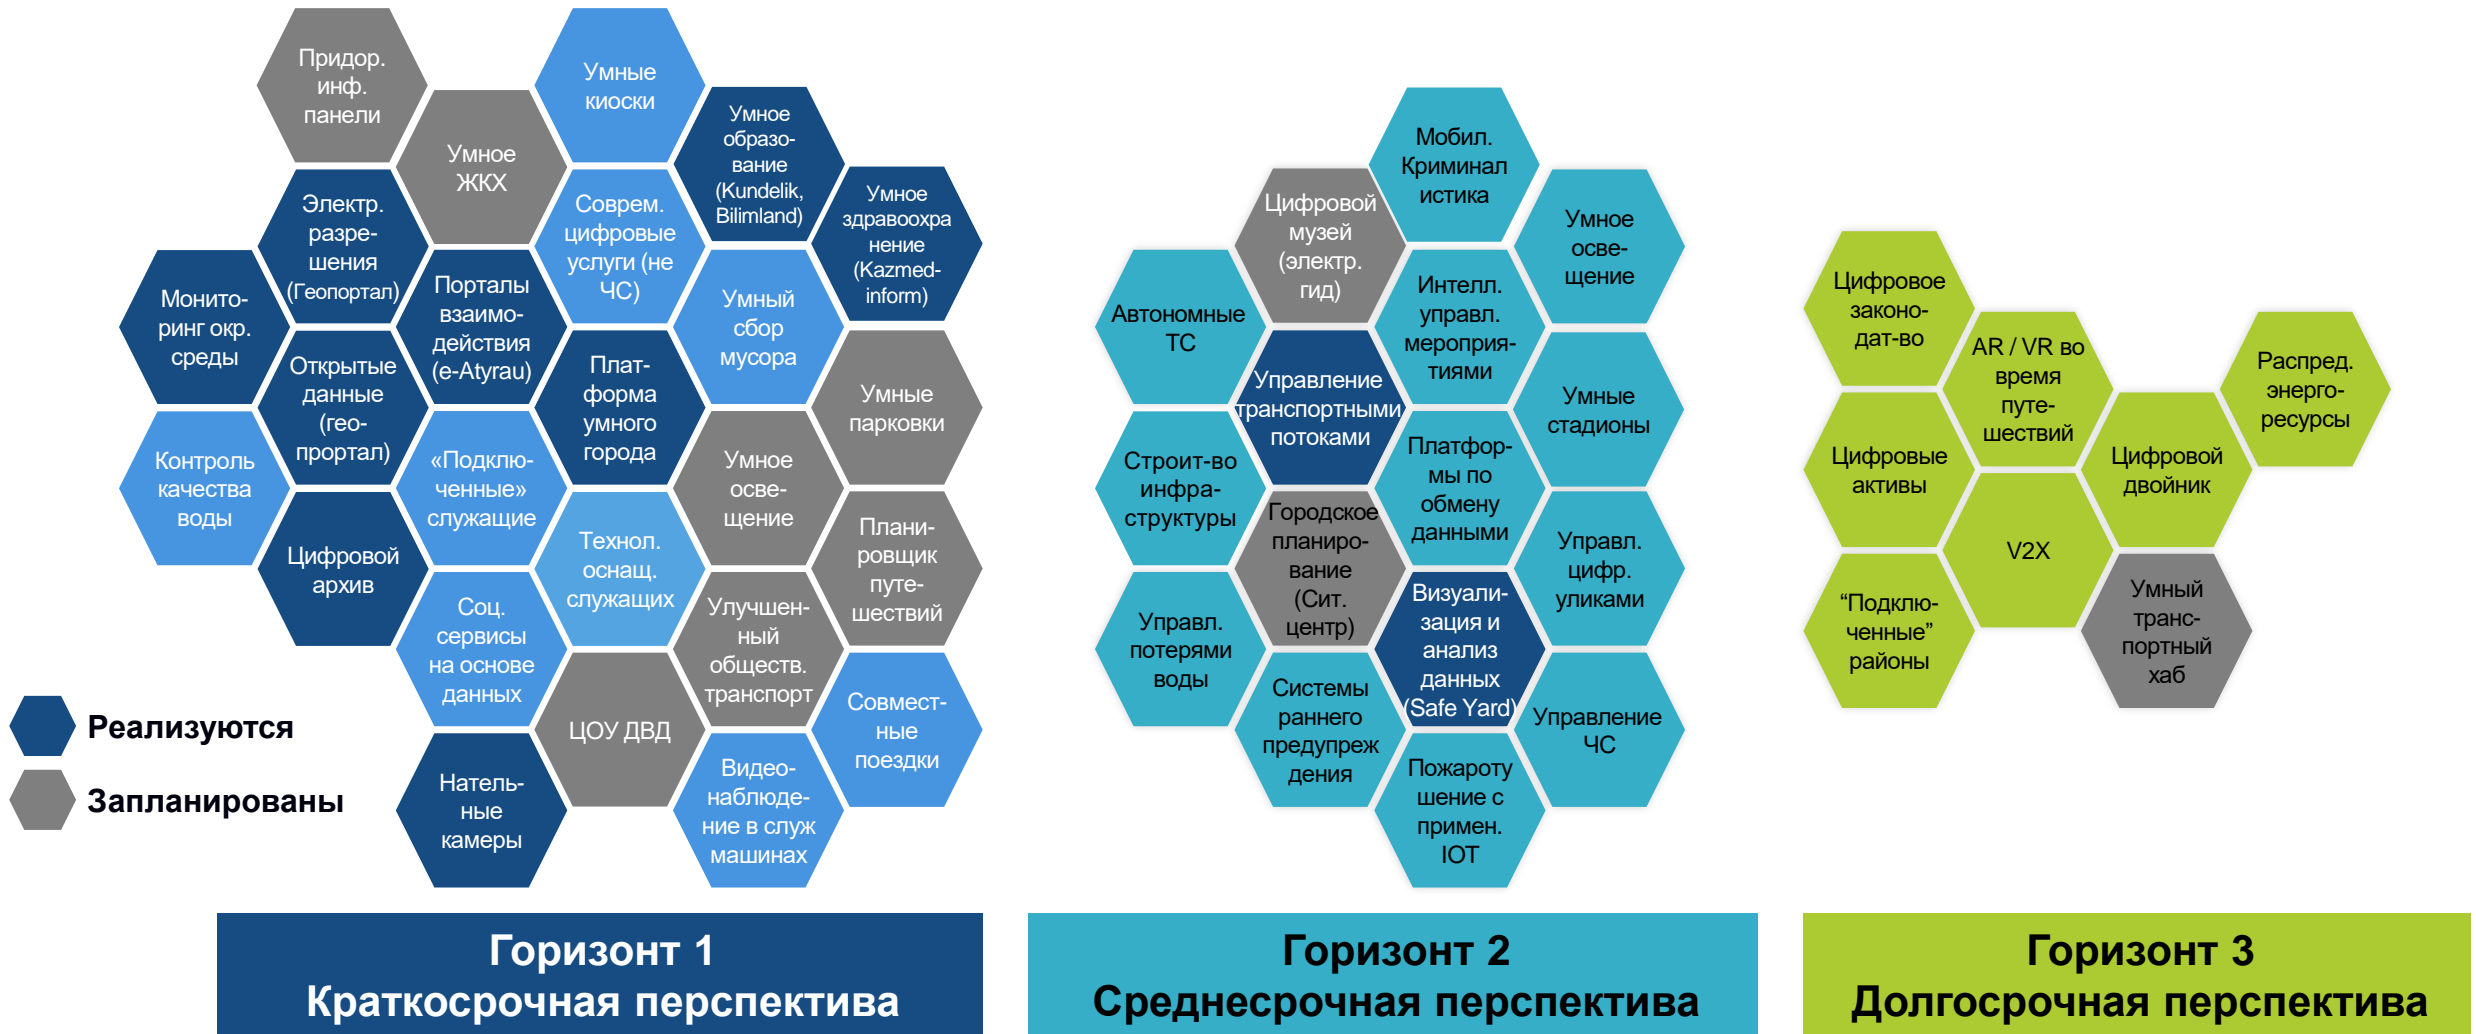 Придор.
инф.
панели
Умное
ЖКХ
Умные
киоски
Умное
образо-
вание
(Kundelik,
Bilimland)
Умное
здравоохра
нение
(Kazmed-
inform)
Электр.
разре-
шения
(Геопортал)
Соврем.
цифровые
услуги (не
ЧС)
Монито-
ринг окр.
среды
Порталы
взаимо-
действия
(e-Atyrau)
Умный
сбор
мусора
Открытые
данные
(гео-
прортал)
Плат-
форма
умного
города
Умные
парковки
Контроль
качества
воды
«Подклю-
ченные»
служащие
Умное
осве-
щение
Цифровой
архив
Технол.
оснащ.
служащих
Плани-
ровщик
путе-
шествий
Соц.
сервисы
на основе
данных
Улучшен-
ный
обществ.
транспорт
ЦОУ ДВД
Совмест-
ные
поездки
Натель-
ные
камеры
Видео-
наблюде-
ние в служ
машинах
Реализуются
Запланированы
Горизонт 1
Краткосрочная перспектива
Мобил.
Криминал
истика
Цифровой
музей
(электр.
гид)
Умное
осве-
щение
Автономные
ТС
Интелл.
управл.
мероприя-
тиями
Управление
транспортными
потоками
Умные
стадионы
Строит-во
инфра-
структуры
Платфор-
мы по
обмену
данными
Городское
планиро-
вание
(Сит.
центр)
Управл.
цифр.
уликами
Управл.
потерями
воды
Визуали-
зация и
анализ
данных
(Safe Yard)
Системы
раннего
предупреж
дения
Управление
ЧС
Пожароту
шение с
примен.
IOT
Горизонт 2
Среднесрочная перспектива
Цифровое
законо-
дат-во
AR / VR во
время
путе-
шествий
Распред.
энерго-
ресурсы
Цифровые
активы
Цифровой
двойник
V2X
“Подклю-
ченные”
районы
Умный
транс-
портный
хаб
Горизонт 3
Долгосрочная перспектива